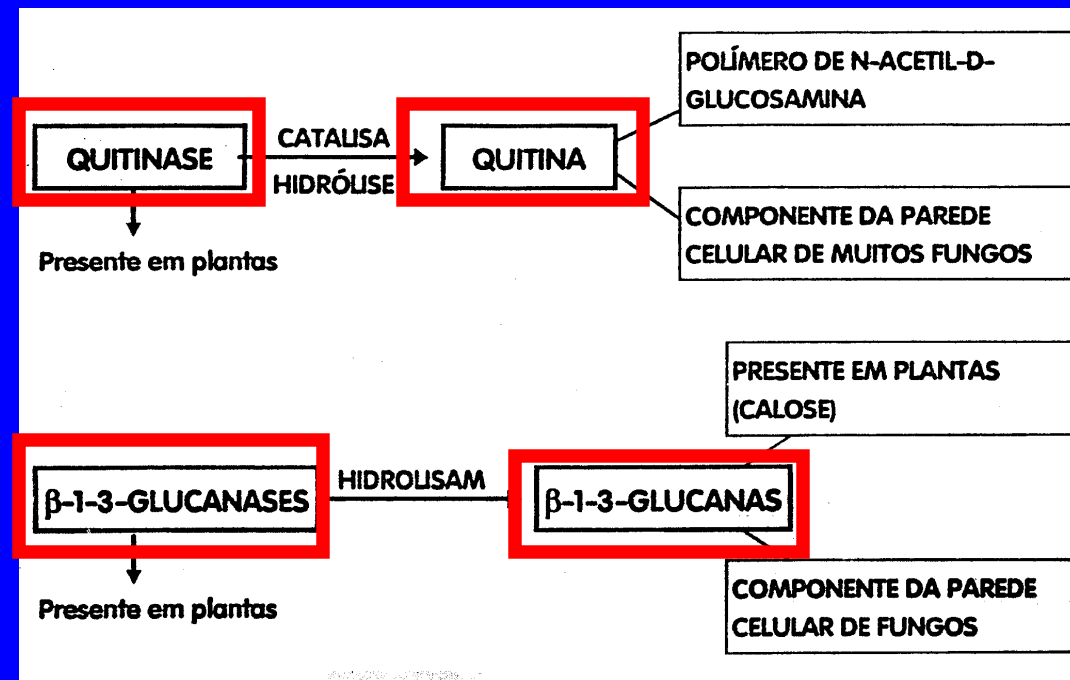 POLÍMERO DE N-ACETIL-D-
GLUCOSAMINA
QUITINASE
CATALISA
HIDRÓLISE
QUITINA
COMPONENTE DA PAREDE
CELULAR DE MUITOS FUNGOS
Presente em plantas
PRESENTE EM PLANTAS
(CALOSE)
β-1-3-GLUCANASES
HIDROLISAM
β-1-3-GLUCANAS
COMPONENTE DA PAREDE
CELULAR DE FUNGOS
Presente em plantas